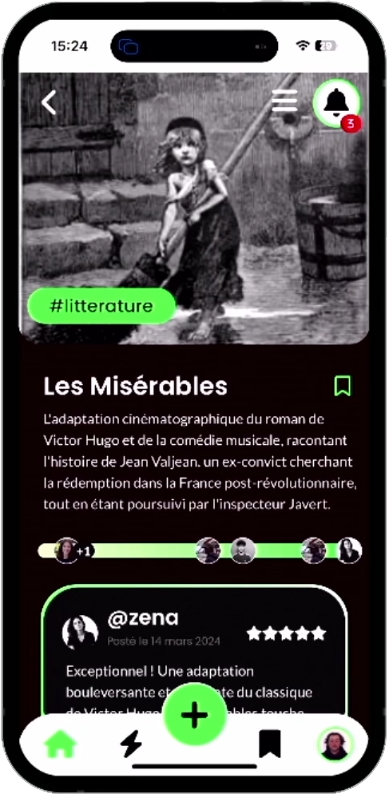 15:24
29
3
#litterature
Les Misérables
L'adaptation cinématographique du roman de
Victor Hugo et de la comédie musicale, racontant
l'histoire de Jean Valjean, un ex-convict cherchant
la rédemption dans la France post-révolutionnaire,
tout en étant poursuivi par l'inspecteur Javert.
+1
@zena
Posté le 14 mars 2024
Exceptionnel ! Une adaptation
bouleversante et te du classique
de Victor Hugo ables touche